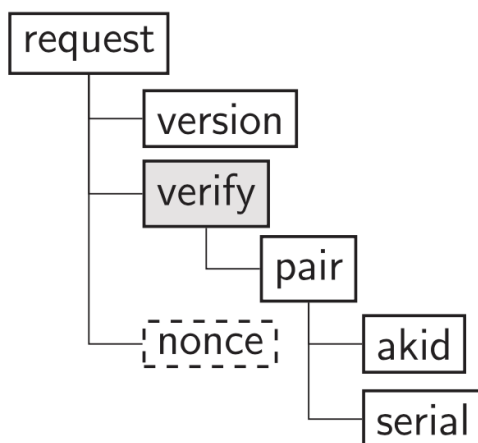 request
version
verify
pair
nonce
akid
serial